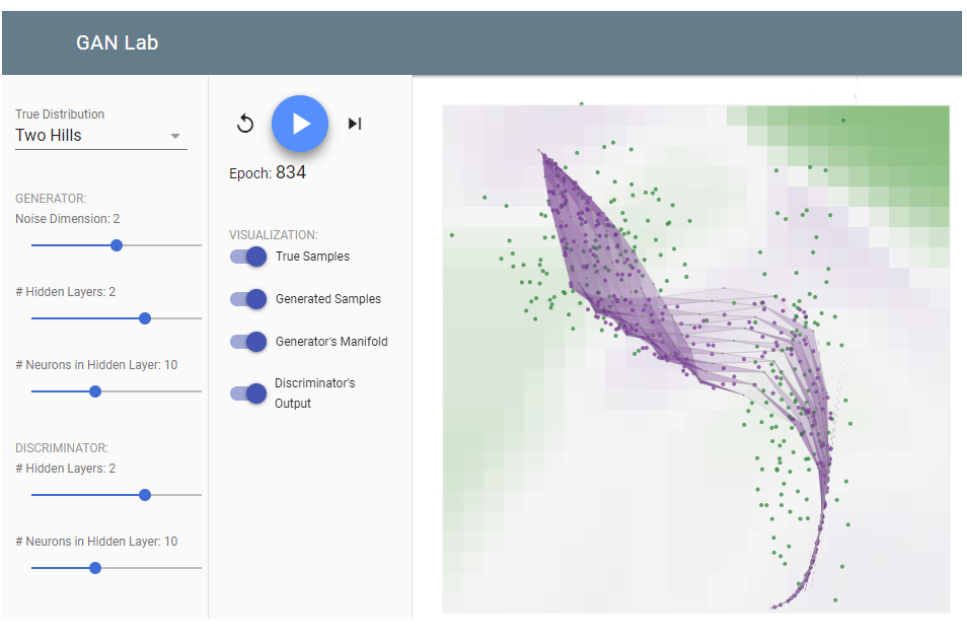 GAN Lab
True Distribution
Two Hills
GENERATOR:
Noise Dimension: 2
# Hidden Layers: 2
# Neurons in Hidden Layer: 10
DISCRIMINATOR:
# Hidden Layers: 2
# Neurons in Hidden Layer: 10
Epoch: 834
VISUALIZATION:
True Samples
Generated Samples
Generator's Manifold
Discriminator's
Output